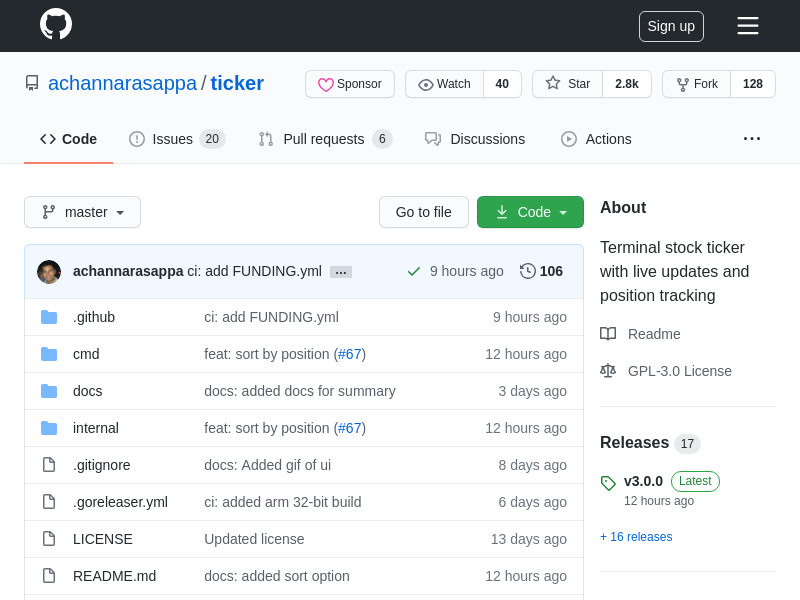 Sign up
achannarasappa / ticker
Sponsor
Watch 40
Star 2.8k
Fork 128
Code
Issues 20
Pull requests 6
Discussions
Actions
master
Go to file
Code
achannarasappa ci: add FUNDING.yml
9 hours ago
106
.github ci: add FUNDING.yml 9 hours ago
cmd feat: sort by position (#67) 12 hours ago
docs docs: added docs for summary 3 days ago
internal feat: sort by position (#67) 12 hours ago
.gitignore docs: Added gif of ui 8 days ago
.goreleaser.yml ci: added arm 32-bit build 6 days ago
LICENSE Updated license 13 days ago
README.md docs: added sort option 12 hours ago
About
Terminal stock ticker
with live updates and
position tracking
Readme
GPL-3.0 License
Releases 17
v3.0.0 Latest
12 hours ago
+ 16 releases